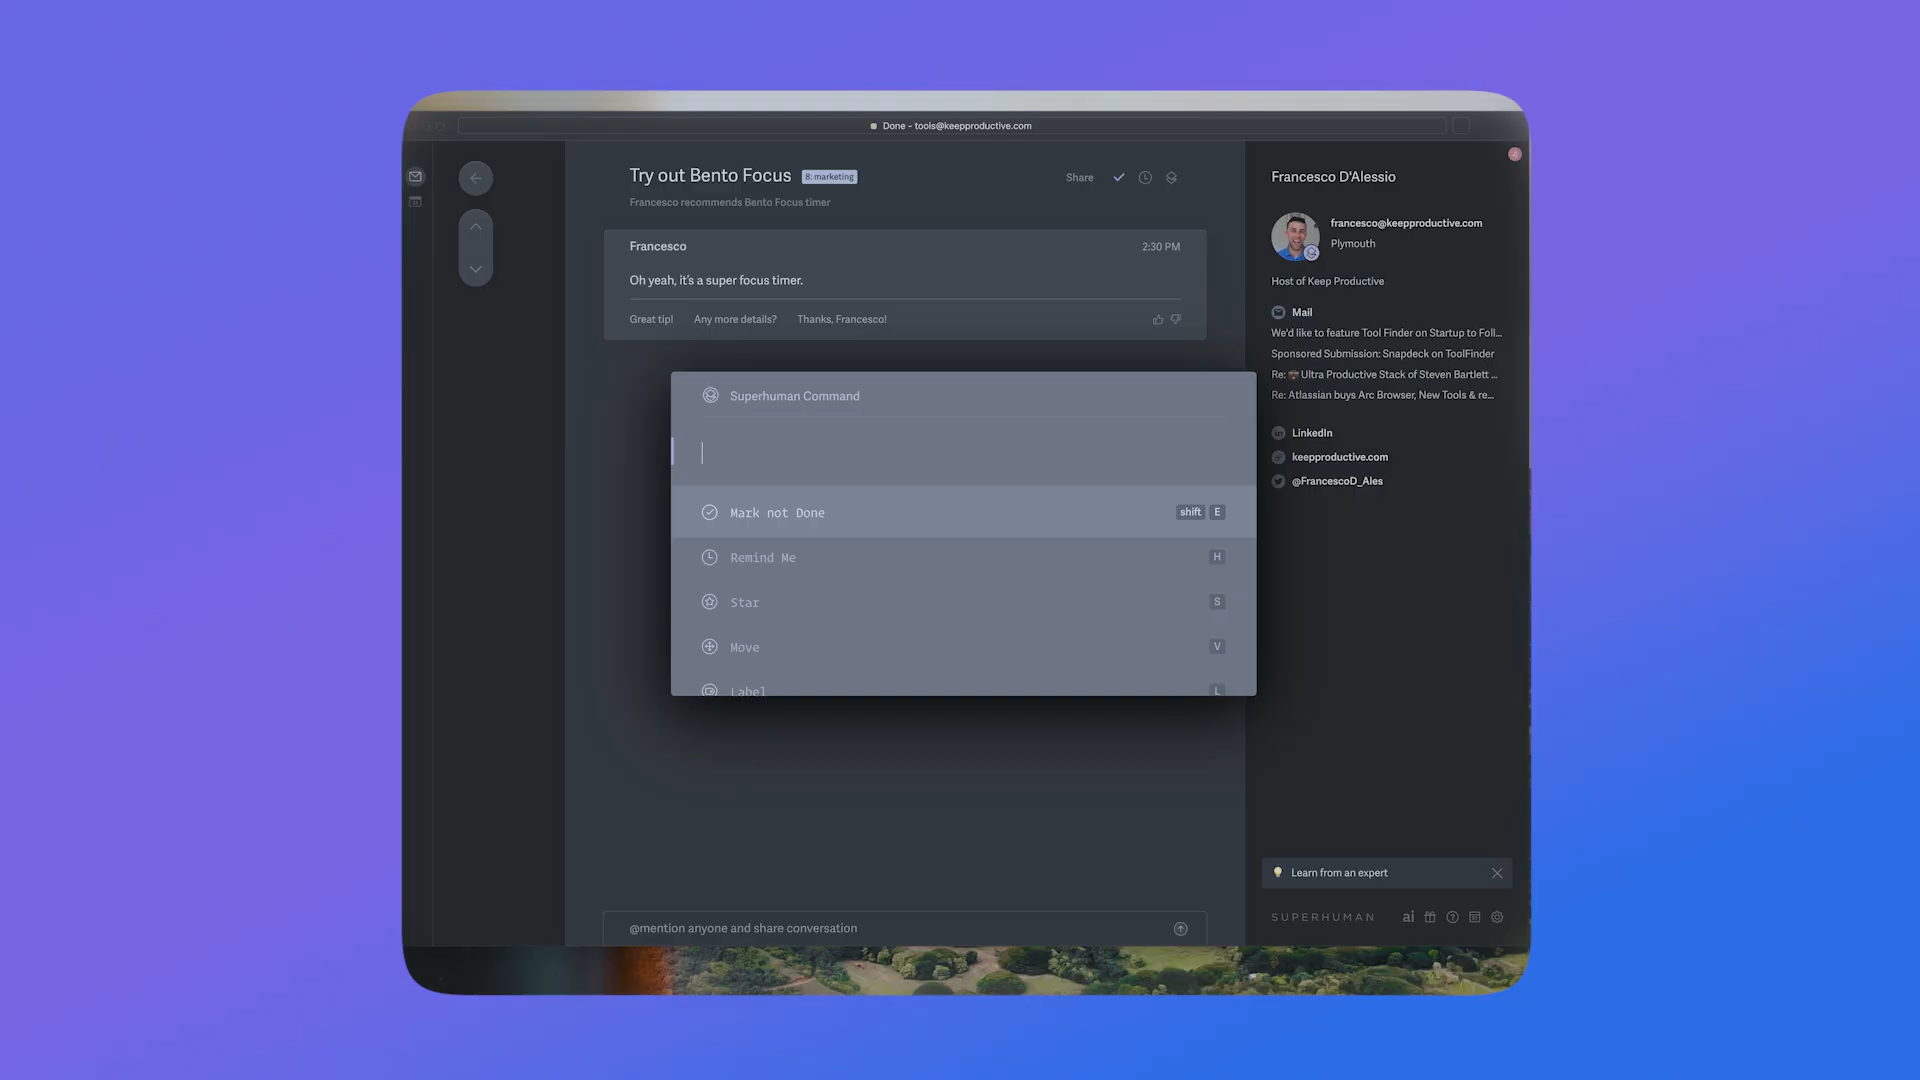 Done - tools@keepproductive.com
Try out Bento Focus
8: marketing
Share
Francesco recommends Bento Focus timer
Francesco
2:30 PM
Oh yeah, it's a super focus timer.
Great tip!
Any more details?
Thanks, Francesco!
Superhuman Command
Mark not Done
shift E
Remind Me
H
Star
S
Move
V
Label
L
@mention anyone and share conversation
Francesco D'Alessio
francesco@keepproductive.com
Plymouth
Host of Keep Productive
Mail
We'd like to feature Tool Finder on Startup to Foll...
Sponsored Submission: Snapdeck on ToolFinder
Re: 💼Ultra Productive Stack of Steven Bartlett ...
Re: Atlassian buys Arc Browser, New Tools & re...
LinkedIn
keepproductive.com
@FrancescoD_Ales
Learn from an expert
SUPERHUMAN
ai